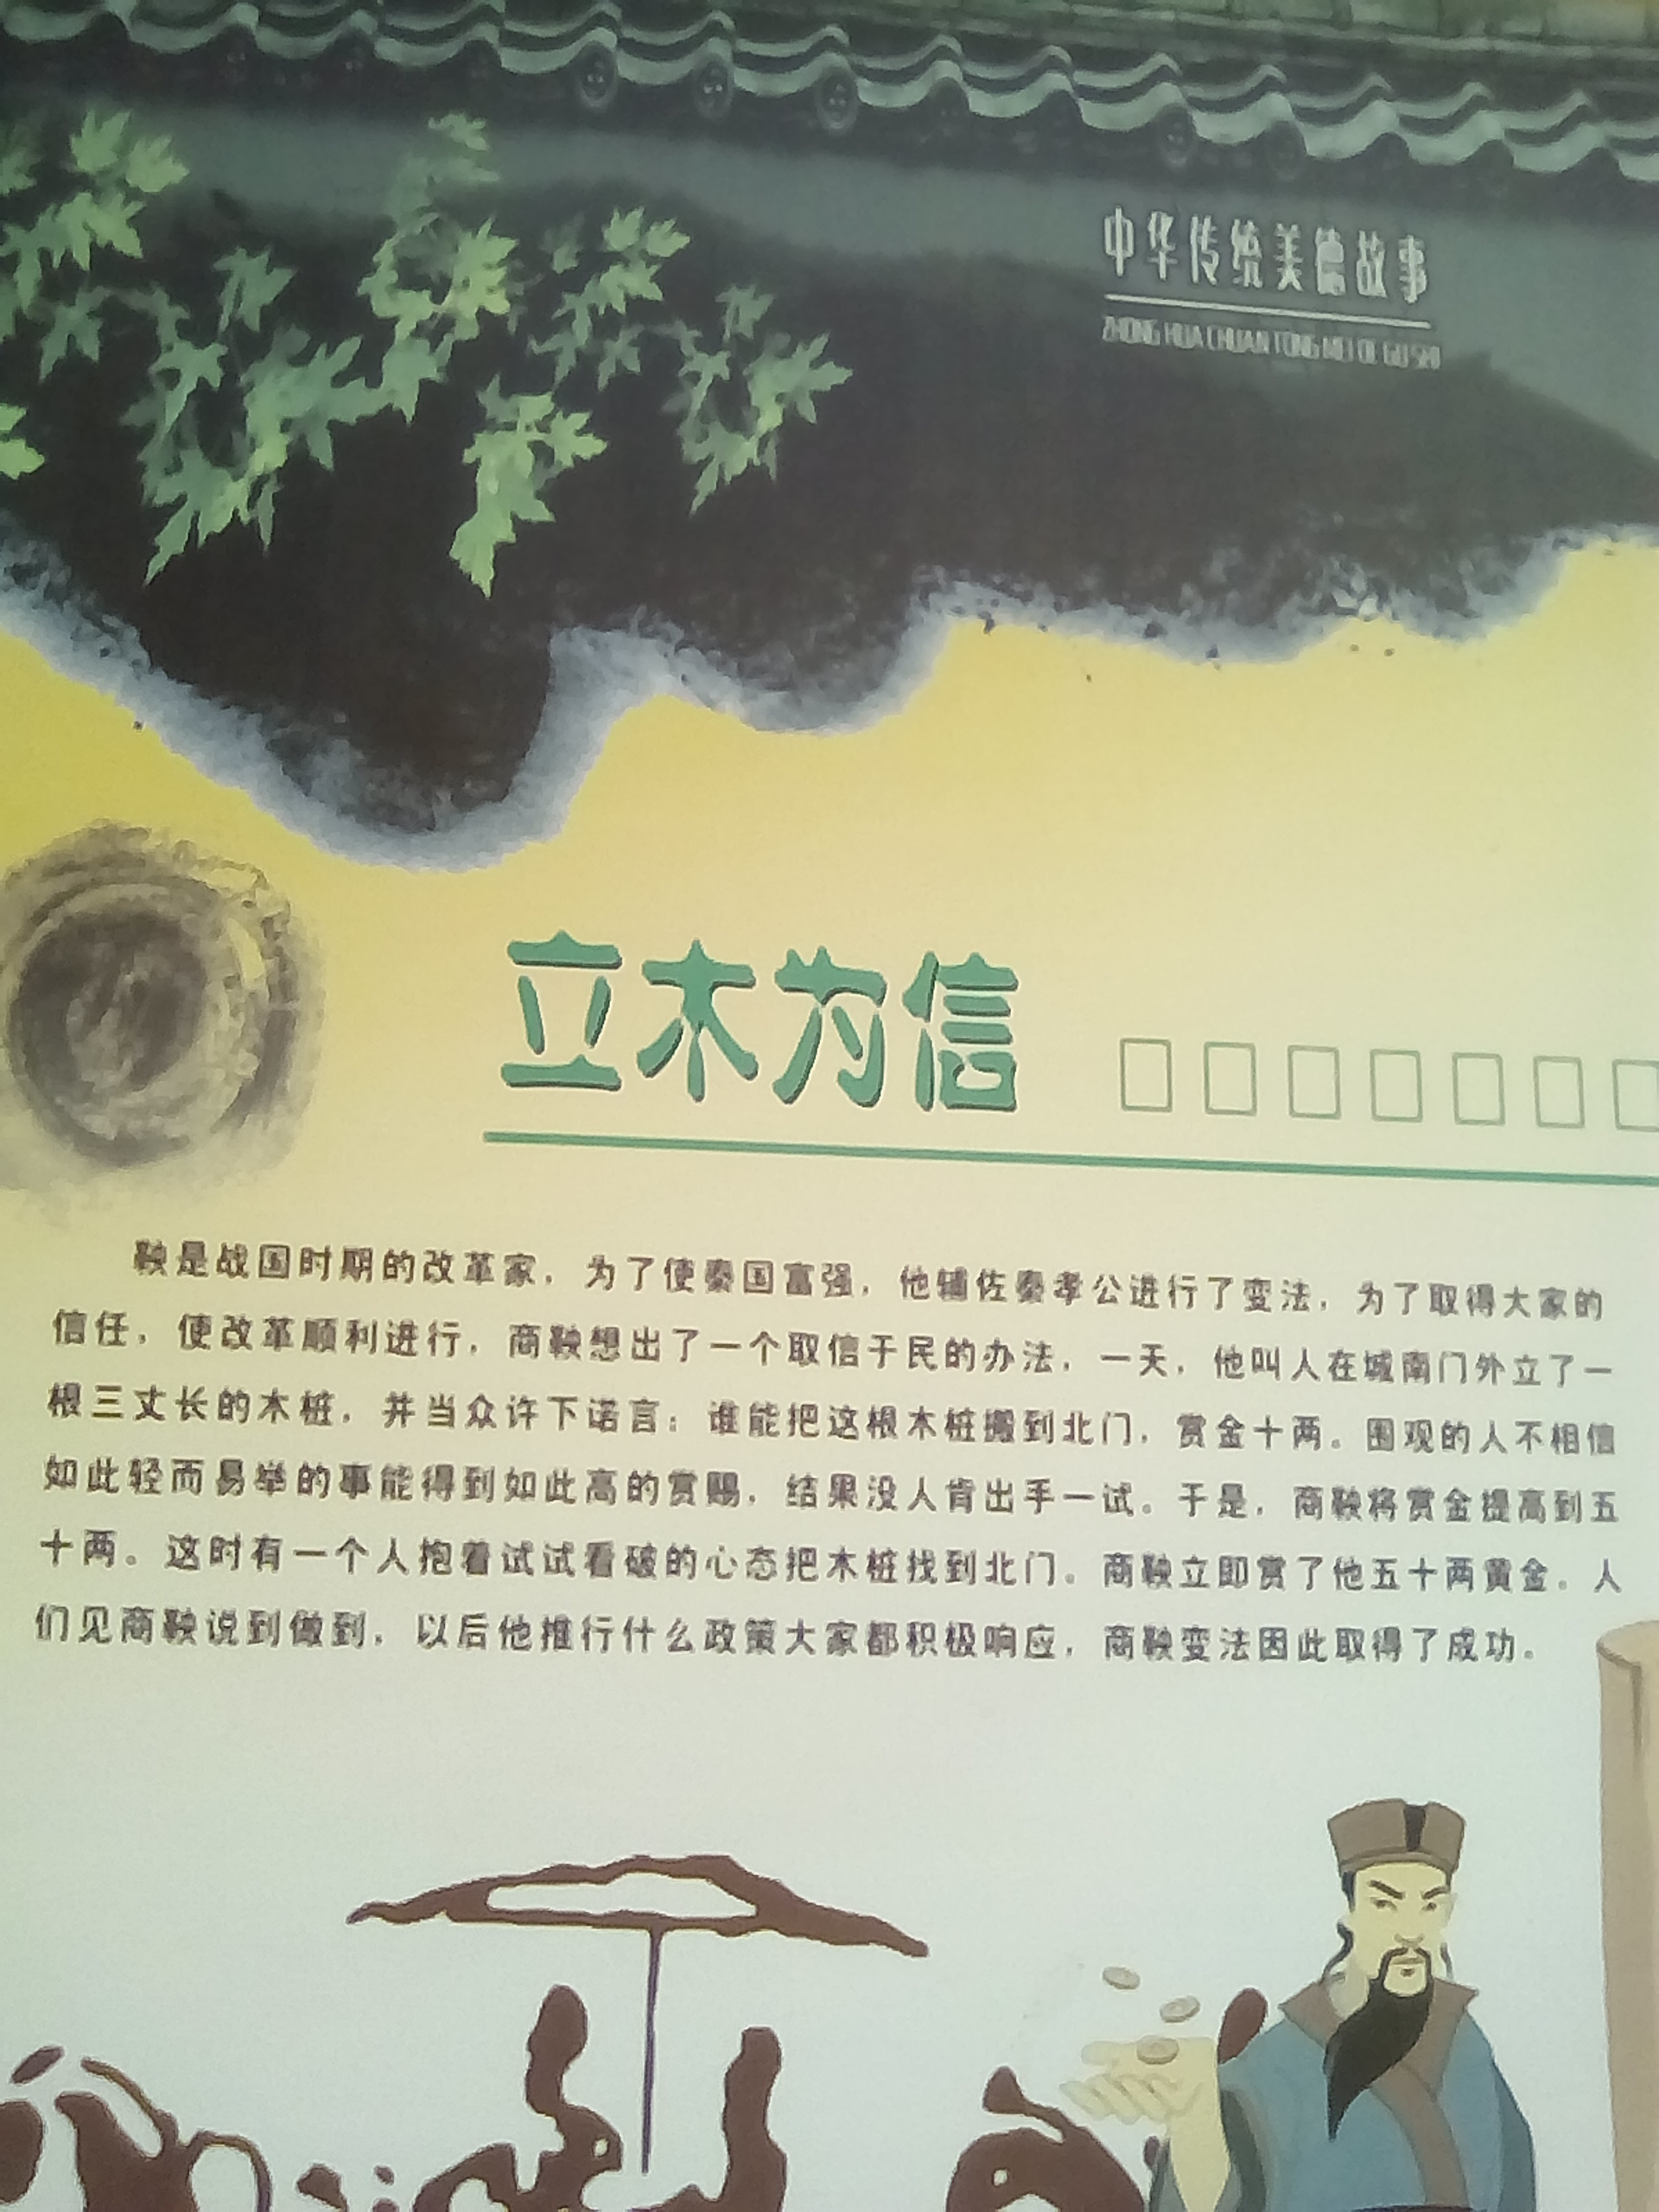 中华传统美德故事
ZHONG HUA CHUAN TONG MEI DE GU SHI
立木为信
鞅是战国时期的改革家，为了使秦国富强，他辅佐秦孝公进行了变法，为了取得大家的
信任，使改革顺利进行，商鞅想出了一个取信于民的办法，一天，他叫人在城南门外立了一
根三丈长的木桩，并当众许下诺言：谁能把这根木桩搬到北门，赏金十两。围观的人不相信
如此轻而易举的事能得到如此高的赏赐，结果没人肯出手一试。于是，商鞅将赏金提高到五
十两。这时有一个人抱着试试看破的心态把木桩找到北门。商鞅立即赏了他五十两黄金。人
们见商鞅说到做到，以后他推行什么政策大家都积极响应，商鞅变法因此取得了成功。